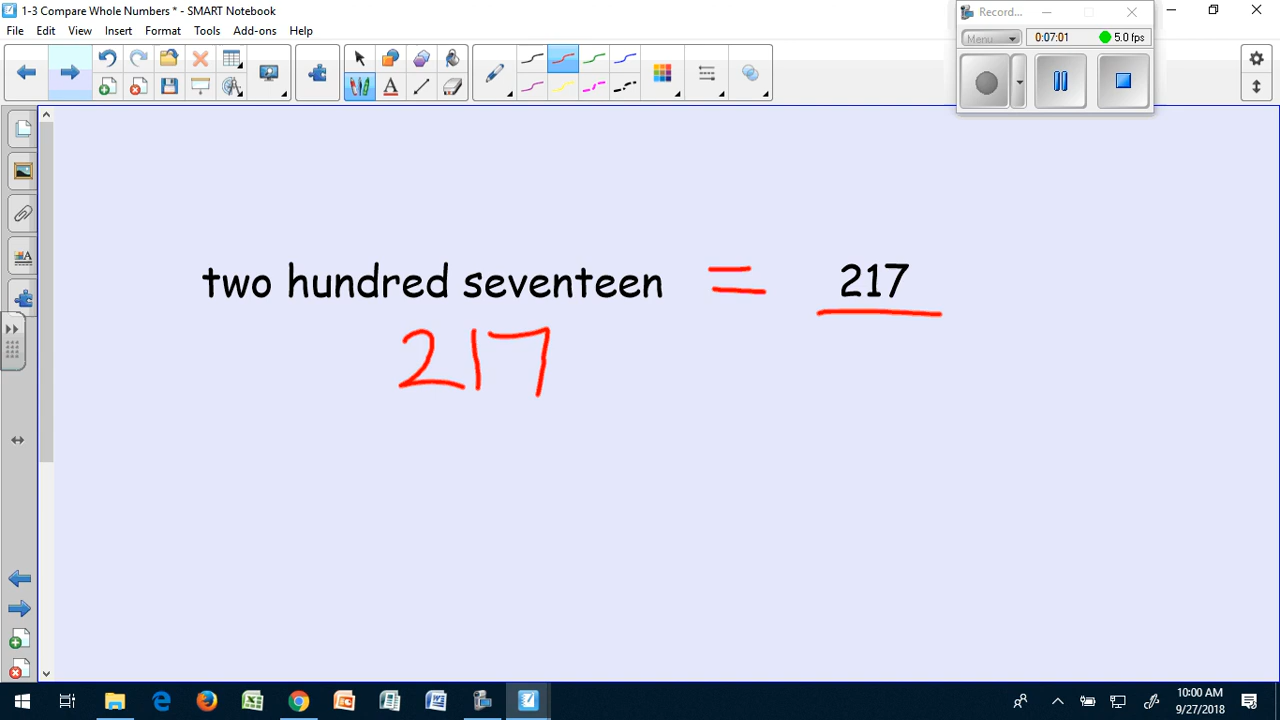 1-3 Compare Whole Numbers * - SMART Notebook
Record...
File Edit View Insert Format Tools Add-ons Help
Menu 0:07:01 5.0 fps
two hundred seventeen = 217
217
10:00 AM
9/27/2018